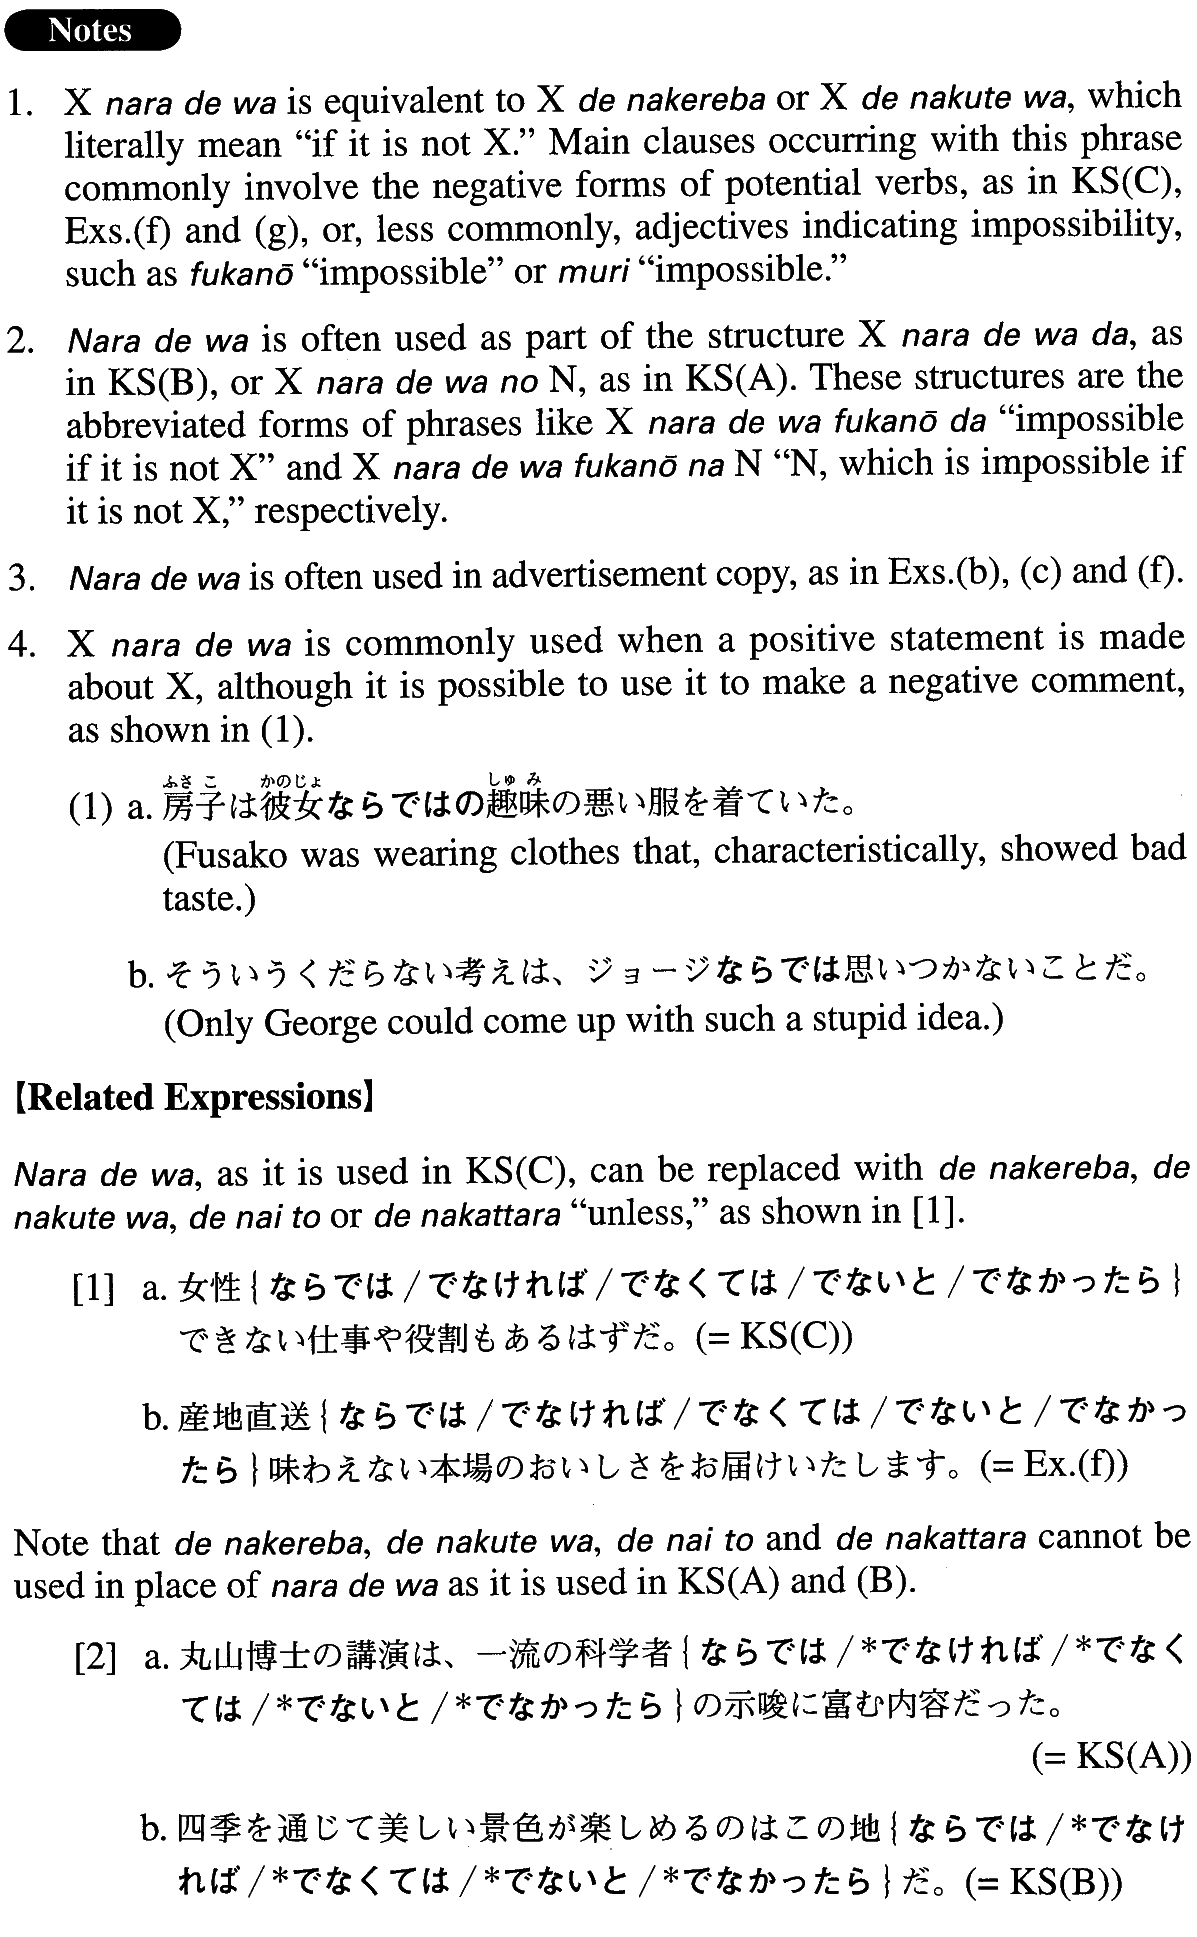 Notes
1. X nara de wa is equivalent to X de nakereba or X de nakute wa, which
literally mean “if it is not X.” Main clauses occurring with this phrase
commonly involve the negative forms of potential verbs, as in KS(C),
Exs.(f) and (g), or, less commonly, adjectives indicating impossibility,
such as fukanō “impossible” or muri “impossible.”
2. Nara de wa is often used as part of the structure X nara de wa da, as
in KS(B), or X nara de wa no N, as in KS(A). These structures are the
abbreviated forms of phrases like X nara de wa fukanō da “impossible
if it is not X” and X nara de wa fukanō na N “N, which is impossible if
it is not X,” respectively.
3. Nara de wa is often used in advertisement copy, as in Exs.(b), (c) and (f).
4. X nara de wa is commonly used when a positive statement is made
about X, although it is possible to use it to make a negative comment,
as shown in (1).
ふさ こ かのじょ しゅ み
(1) a. 房子は彼女ならではの趣味の悪い服を着ていた。
(Fusako was wearing clothes that, characteristically, showed bad
taste.)
b. そういうくだらない考えは、ジョージならでは思いつかないことだ。
(Only George could come up with such a stupid idea.)
【Related Expressions】
Nara de wa, as it is used in KS(C), can be replaced with de nakereba, de
nakute wa, de nai to or de nakattara “unless,” as shown in [1].
[1] a. 女性{ならでは/でなければ/でなくては/でないと/でなかったら}
できない仕事や役割もあるはずだ。(= KS(C))
b. 産地直送{ならでは/でなければ/でなくては/でないと/でなかっ
たら}味わえない本場のおいしさをお届けいたします。(= Ex.(f))
Note that de nakereba, de nakute wa, de nai to and de nakattara cannot be
used in place of nara de wa as it is used in KS(A) and (B).
[2] a. 丸山博士の講演は、一流の科学者{ならでは/*でなければ/*でなく
ては/*でないと/*でなかったら}の示唆に富む内容だった。
(= KS(A))
b. 四季を通じて美しい景色が楽しめるのはこの地{ならでは/*でなけ
れば/*でなくては/*でないと/*でなかったら}だ。(= KS(B))